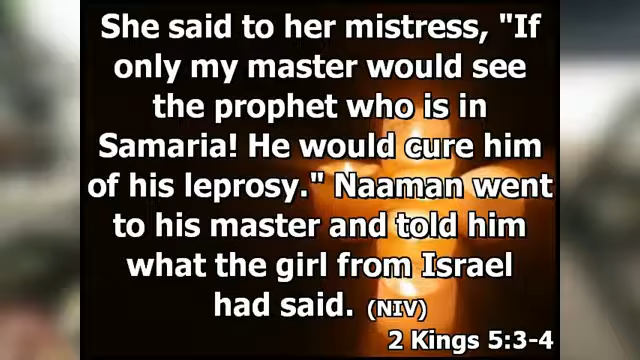 She said to her mistress, "If
only my master would see
the prophet who is in
Samaria! He would cure him
of his leprosy." Naaman went
to his master and told him
what the girl from Israel
had said. (NIV)
2 Kings 5:3-4